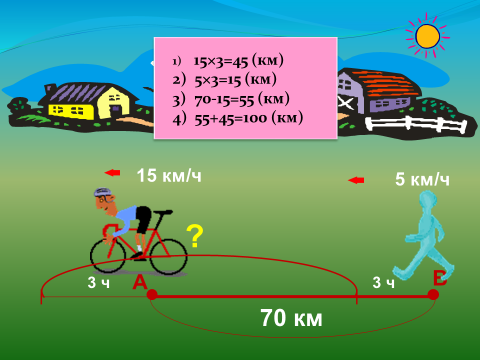 1) 15×3=45 (км)
2) 5×3=15 (км)
3) 70-15=55 (км)
4) 55+45=100 (км)
15 км/ч
5 км/ч
С
?
3 ч
А
3 ч
В
70 км